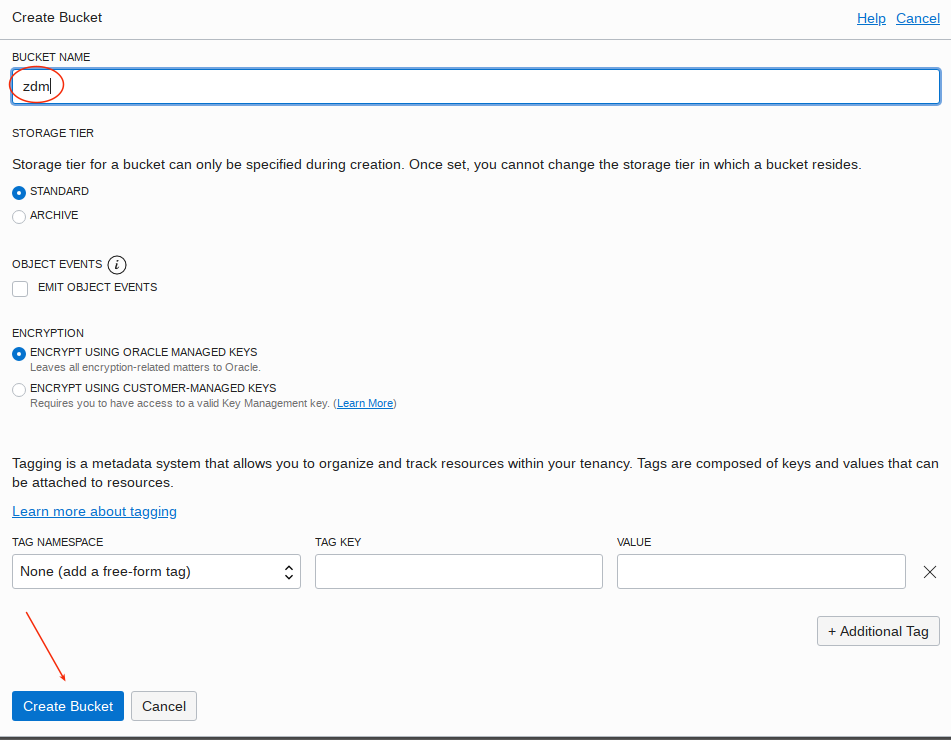 Create Bucket
Help Cancel
BUCKET NAME
zdm
STORAGE TIER
Storage tier for a bucket can only be specified during creation. Once set, you cannot change the storage tier in which a bucket resides.
STANDARD
ARCHIVE
OBJECT EVENTS i
EMIT OBJECT EVENTS
ENCRYPTION
ENCRYPT USING ORACLE MANAGED KEYS
Leaves all encryption-related matters to Oracle.
ENCRYPT USING CUSTOMER-MANAGED KEYS
Requires you to have access to a valid Key Management key. (Learn More)
Tagging is a metadata system that allows you to organize and track resources within your tenancy. Tags are composed of keys and values that can
be attached to resources.
Learn more about tagging
TAG NAMESPACE TAG KEY VALUE
None (add a free-form tag)
+ Additional Tag
Create Bucket Cancel